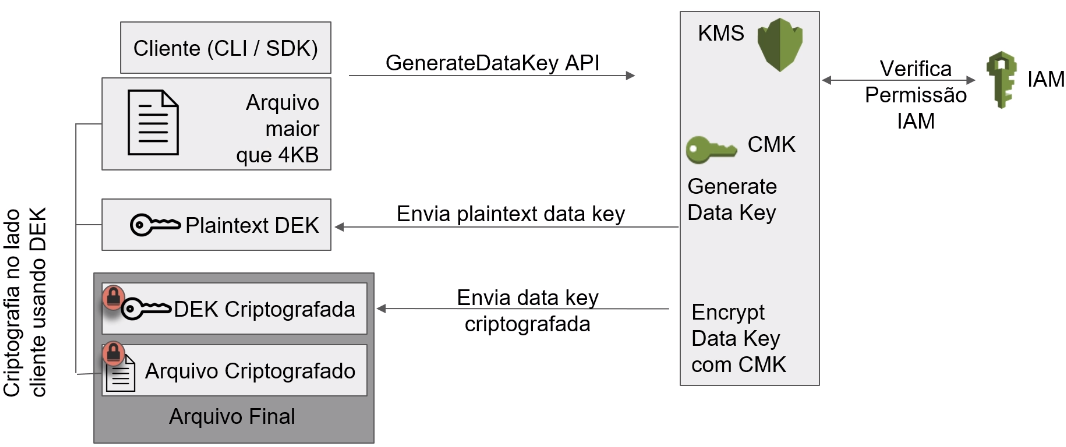 Cliente (CLI / SDK)
Arquivo
maior
que 4KB
GenerateDataKey API
KMS
Verifica
Permissão
IAM
IAM
CMK
Generate
Data Key
Plaintext DEK
Envia plaintext data key
Criptografia no lado
cliente usando DEK
DEK Criptografada
Envia data key
criptografada
Encrypt
Data Key
com CMK
Arquivo Criptografado
Arquivo Final